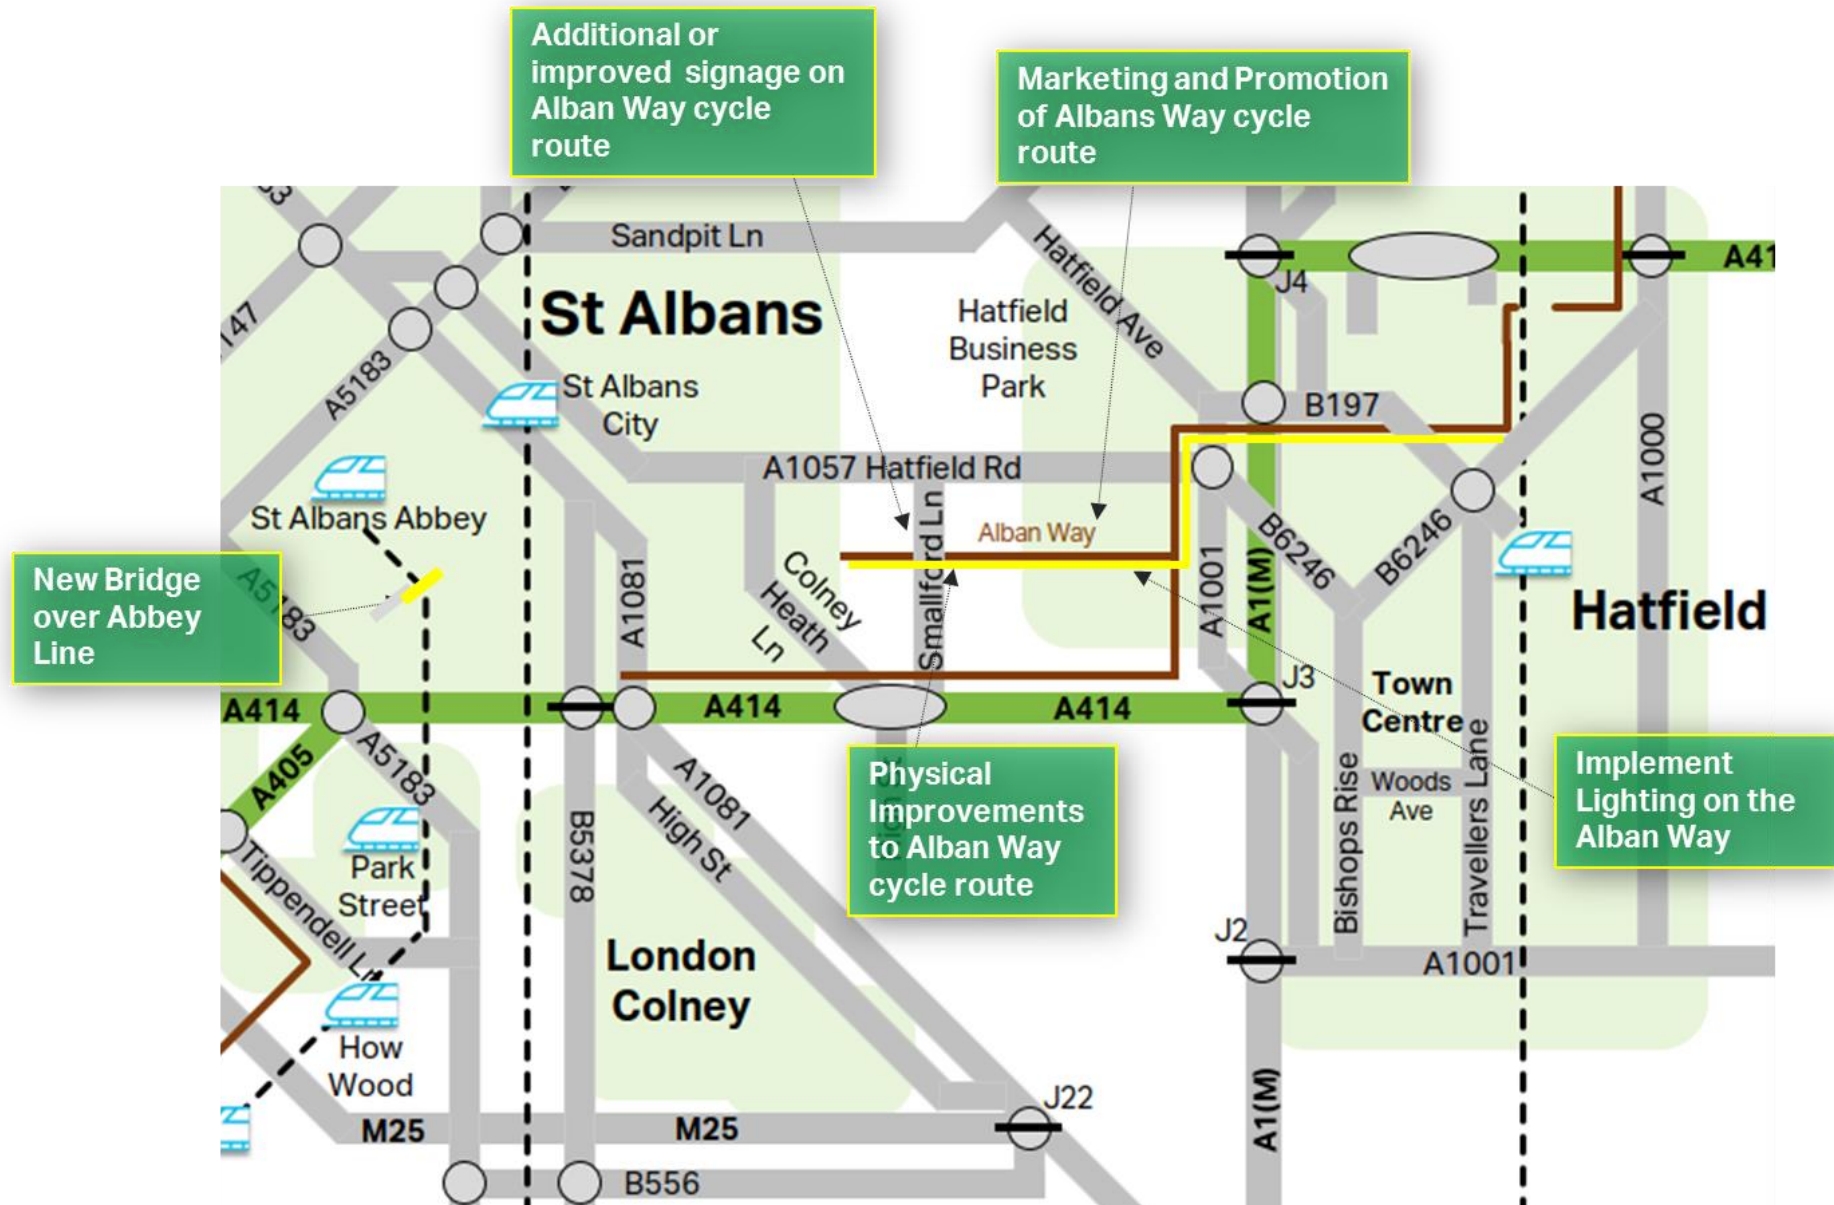 Additional or
improved signage on
Alban Way cycle
route
Marketing and Promotion
of Albans Way cycle
route
Sandpit Ln
Hatfield Ave
J4
A41
St Albans
Hatfield
Business
Park
147
A5183
St Albans
City
B197
A1000
A1057 Hatfield Rd
St Albans Abbey
Alban Way
Smallford Ln
Colney
Heath
Ln
A1081
A1001
A1(M)
B6246
B6246
New Bridge
over Abbey
Line
A5183
Hatfield
J3
Town
Centre
A414
A414
A414
A405
A5183
A1081
High St
B5378
Physical
Improvements
to Alban Way
cycle route
Bishops Rise
Woods
Ave
Travellers Lane
Implement
Lighting on the
Alban Way
Park
Street
Tippendell Ln
London
Colney
J2
A1001
How
Wood
J22
M25
M25
A1(M)
B556